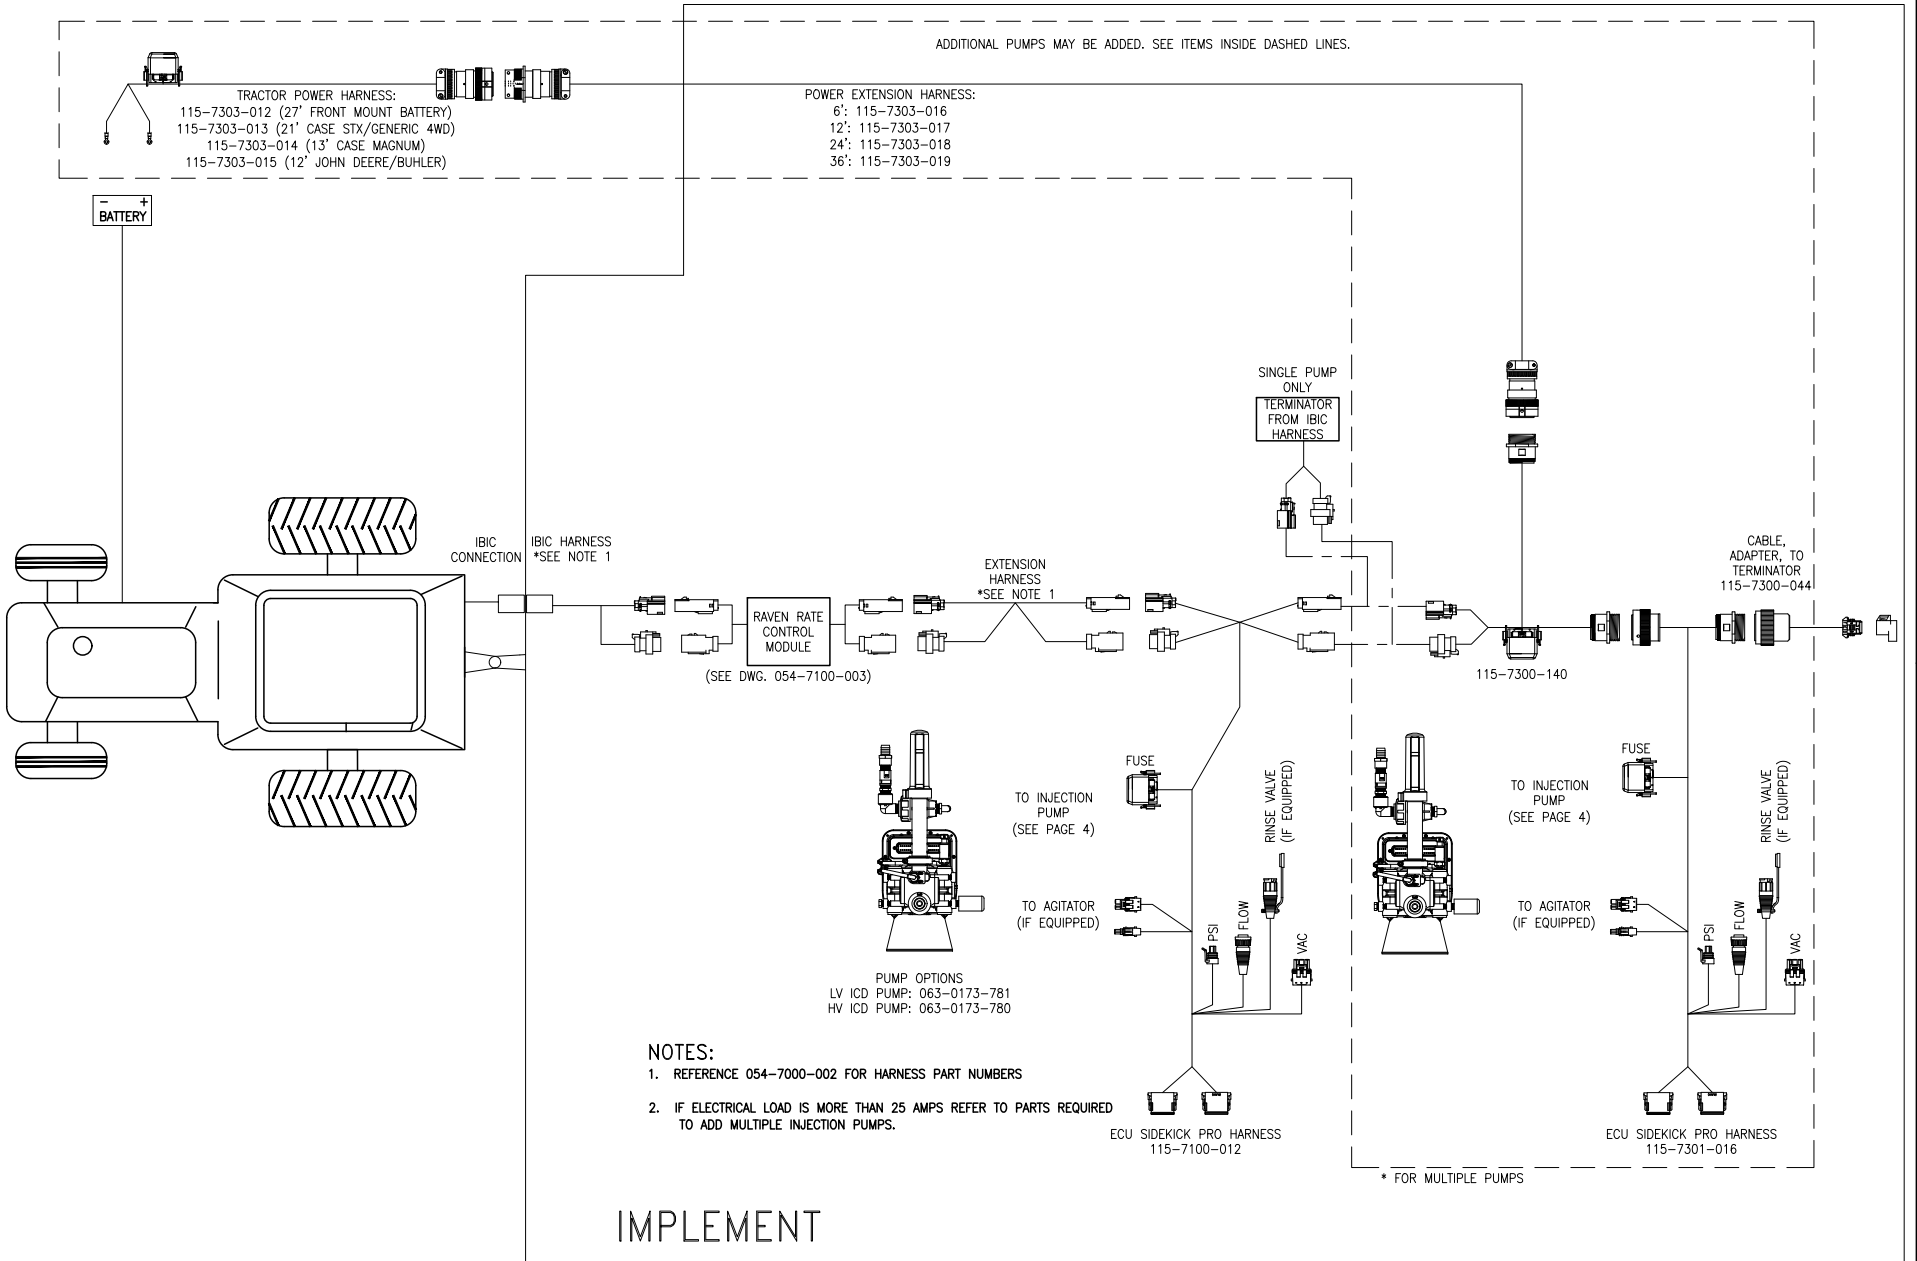 ADDITIONAL PUMPS MAY BE ADDED. SEE ITEMS INSIDE DASHED LINES.
TRACTOR POWER HARNESS:
115-7303-012 (27' FRONT MOUNT BATTERY)
115-7303-013 (21' CASE STX/GENERIC 4WD)
115-7303-014 (13' CASE MAGNUM)
115-7303-015 (12' JOHN DEERE/BUHLER)
POWER EXTENSION HARNESS:
6': 115-7303-016
12': 115-7303-017
24': 115-7303-018
36': 115-7303-019
- +
BATTERY
SINGLE PUMP
ONLY
TERMINATOR
FROM IBIC
HARNESS
IBIC
CONNECTION
IBIC HARNESS
*SEE NOTE 1
RAVEN RATE
CONTROL
MODULE
(SEE DWG. 054-7100-003)
EXTENSION
HARNESS
*SEE NOTE 1
115-7300-140
CABLE,
ADAPTER, TO
TERMINATOR
115-7300-044
PUMP OPTIONS
LV ICD PUMP: 063-0173-781
HV ICD PUMP: 063-0173-780
FUSE
TO INJECTION
PUMP
(SEE PAGE 4)
TO AGITATOR
(IF EQUIPPED)
PSI
FLOW
RINSE VALVE
(IF EQUIPPED)
VAC
ECU SIDEKICK PRO HARNESS
115-7100-012
FUSE
TO INJECTION
PUMP
(SEE PAGE 4)
TO AGITATOR
(IF EQUIPPED)
PSI
FLOW
RINSE VALVE
(IF EQUIPPED)
VAC
ECU SIDEKICK PRO HARNESS
115-7301-016
* FOR MULTIPLE PUMPS
NOTES:
1. REFERENCE 054-7000-002 FOR HARNESS PART NUMBERS
2. IF ELECTRICAL LOAD IS MORE THAN 25 AMPS REFER TO PARTS REQUIRED
TO ADD MULTIPLE INJECTION PUMPS.
IMPLEMENT